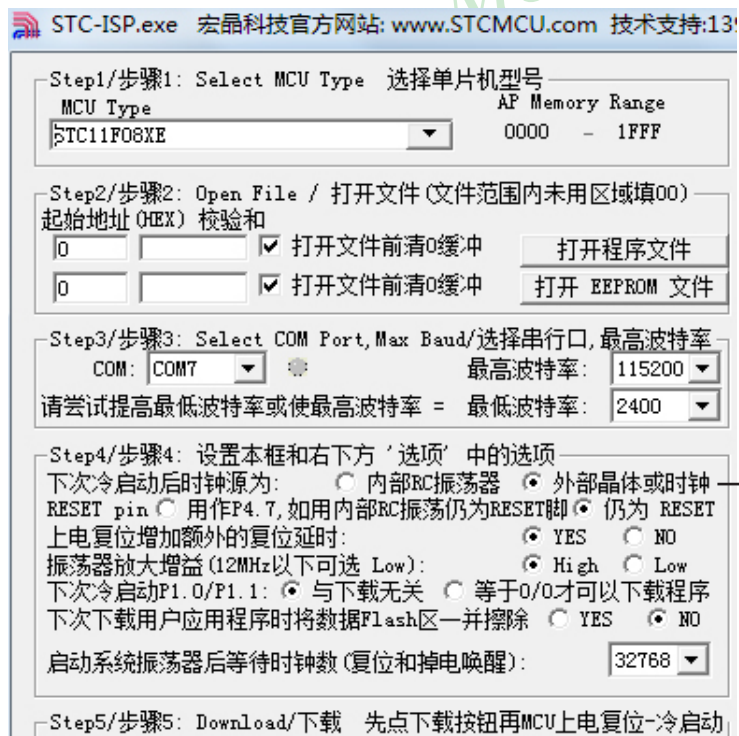 STC-ISP.exe 宏晶科技官方网站: www.STCMCU.com 技术支持:139
Step1/步骤1: Select MCU Type 选择单片机型号
MCU Type AP Memory Range
STC11F08XE 0000 - 1FFF
Step2/步骤2: Open File / 打开文件(文件范围内未用区域填00)
起始地址(HEX) 校验和
0 打开文件前清0缓冲 打开程序文件
0 打开文件前清0缓冲 打开 EEPROM 文件
Step3/步骤3: Select COM Port,Max Baud/选择串行口,最高波特率
COM: COM7 最高波特率: 115200
请尝试提高最低波特率或使最高波特率 = 最低波特率: 2400
Step4/步骤4: 设置本框和右下方 '选项' 中的选项
下次冷启动后时钟源为: 内部RC振荡器 外部晶体或时钟
RESET pin 用作P4.7,如用内部RC振荡仍为RESET脚 仍为 RESET
上电复位增加额外的复位延时: YES NO
振荡器放大增益(12MHz以下可选 Low): High Low
下次冷启动P1.0/P1.1: 与下载无关 等于0/0才可以下载程序
下次下载用户应用程序时将数据Flash区一并擦除 YES NO
启动系统振荡器后等待时钟数(复位和掉电唤醒): 32768
Step5/步骤5: Download/下载 先点下载按钮再MCU上电复位-冷启动